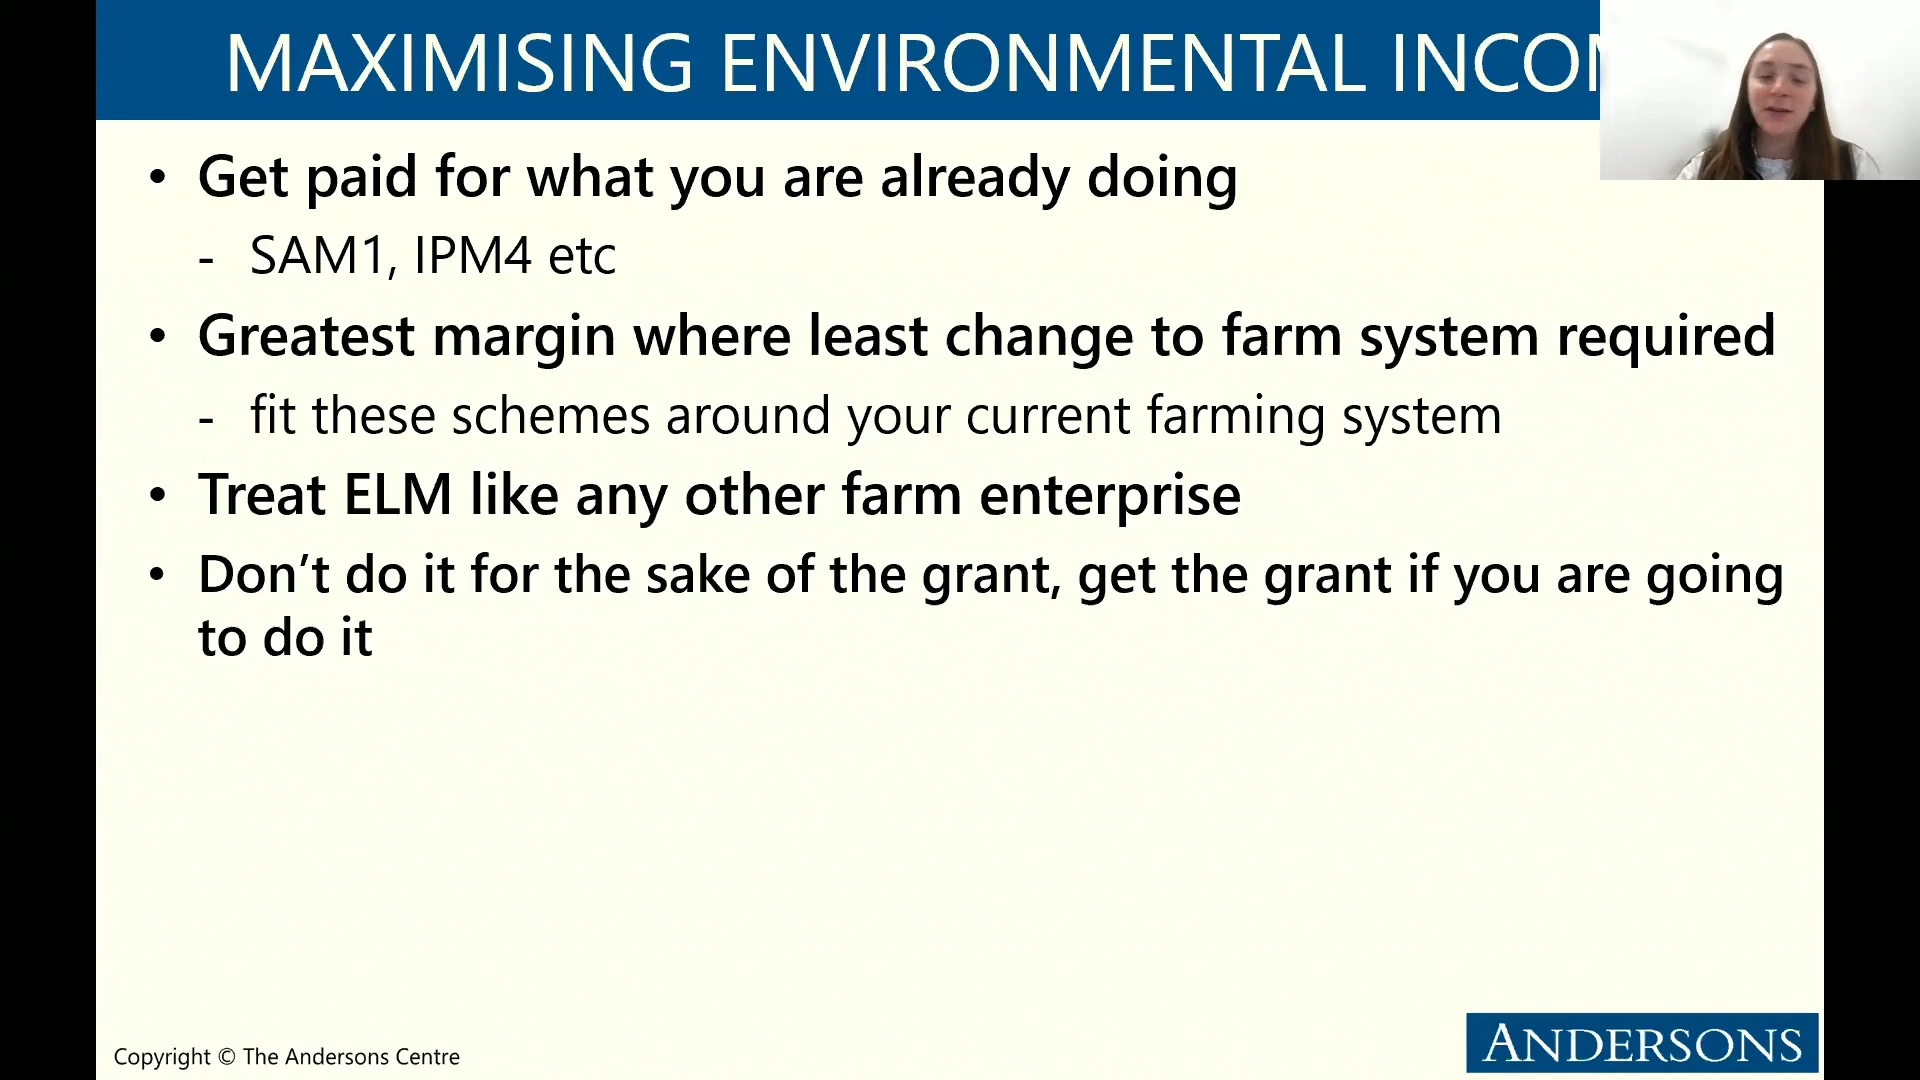 MAXIMISING ENVIRONMENTAL
• Get paid for what you are already doing
- SAM1, IPM4 etc
• Greatest margin where least change to farm system required
- fit these schemes around your current farming system
• Treat ELM like any other farm enterprise
• Don’t do it for the sake of the grant, get the grant if you are going
to do it
Copyright © The Andersons Centre
ANDERSONS